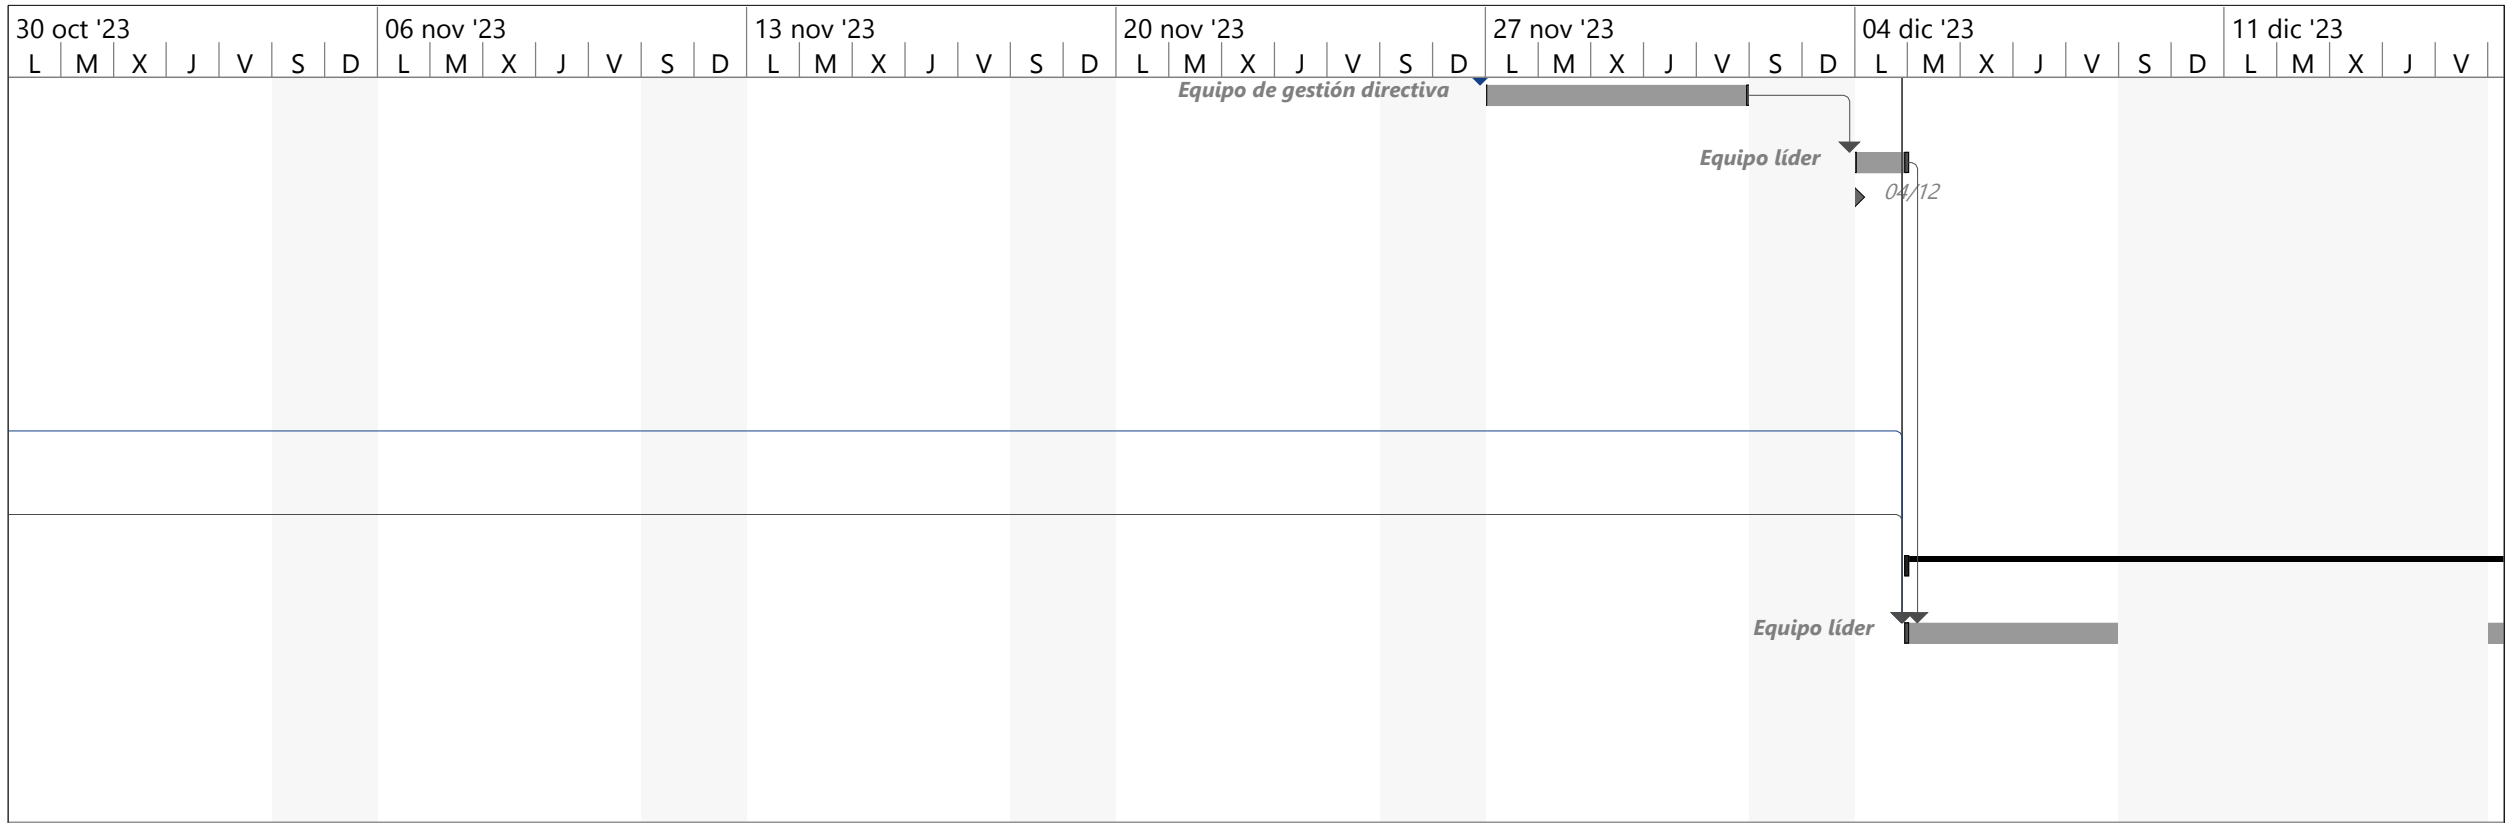 30 oct '23 06 nov '23 13 nov '23 20 nov '23 27 nov '23 04 dic '23 11 dic '23
L M X J V S D L M X J V S D L M X J V S D L M X J V S D L M X J V S D L M X J V S D L M X J V
Equipo de gestión directiva
Equipo líder
04/12
Equipo líder